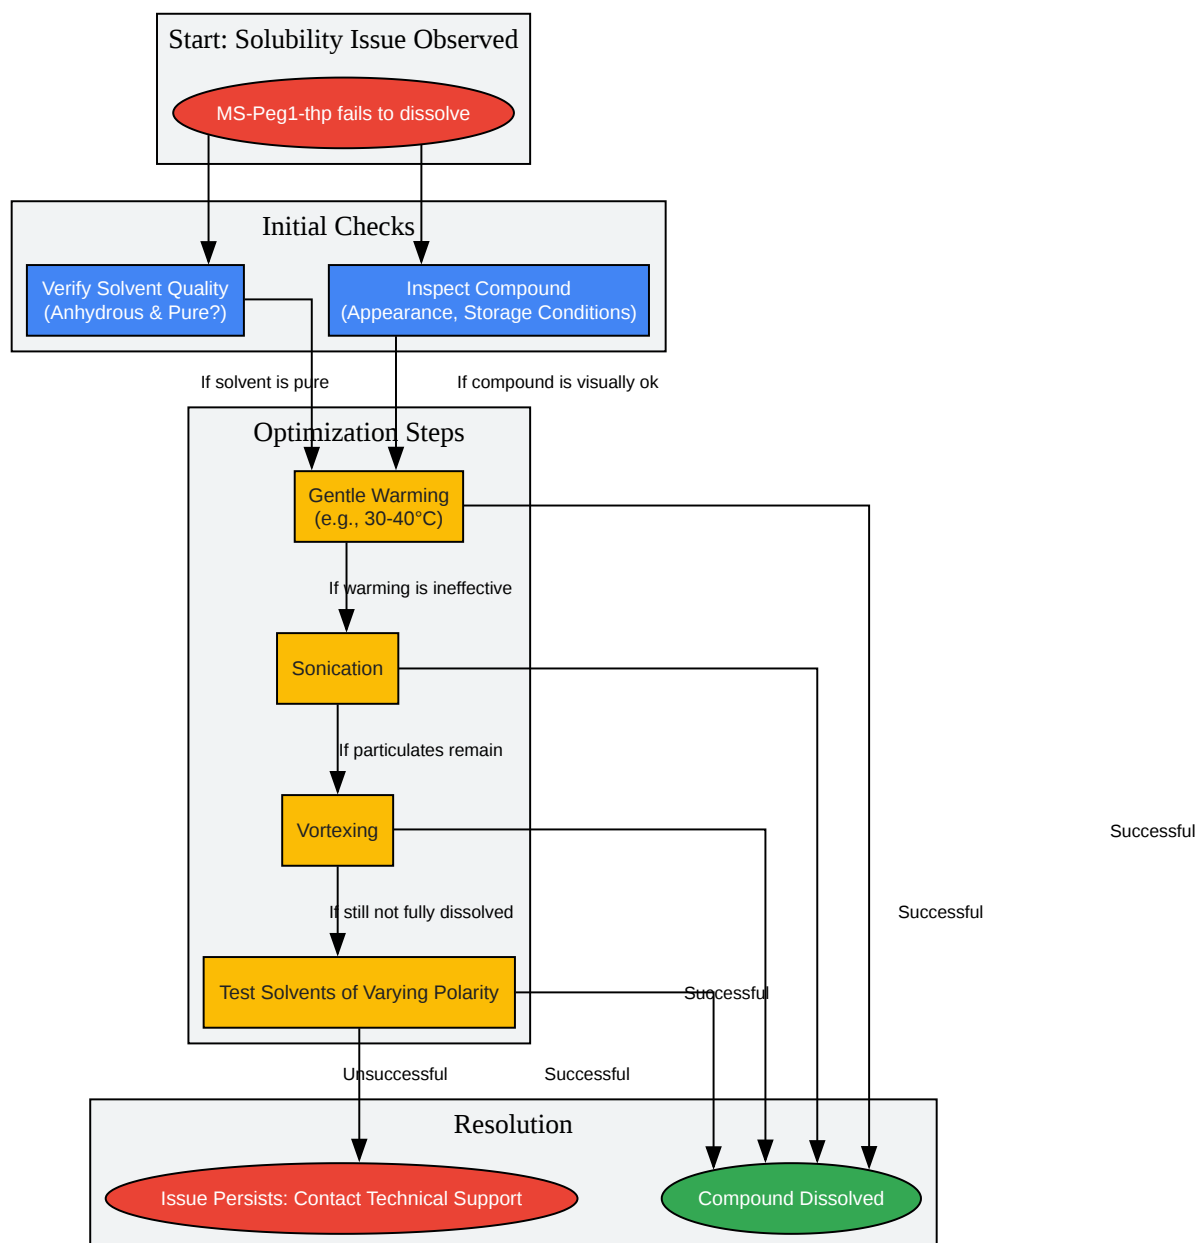 Start: Solubility Issue Observed
MS-Peg1-thp fails to dissolve
Initial Checks
Verify Solvent Quality
(Anhydrous & Pure?)
Inspect Compound
(Appearance, Storage Conditions)
If solvent is pure
If compound is visually ok
Optimization Steps
Gentle Warming
(e.g., 30-40°C)
If warming is ineffective
Sonication
If particulates remain
Vortexing
Successful
If still not fully dissolved
Successful
Test Solvents of Varying Polarity
Successful
Unsuccessful
Successful
Resolution
Issue Persists: Contact Technical Support
Compound Dissolved